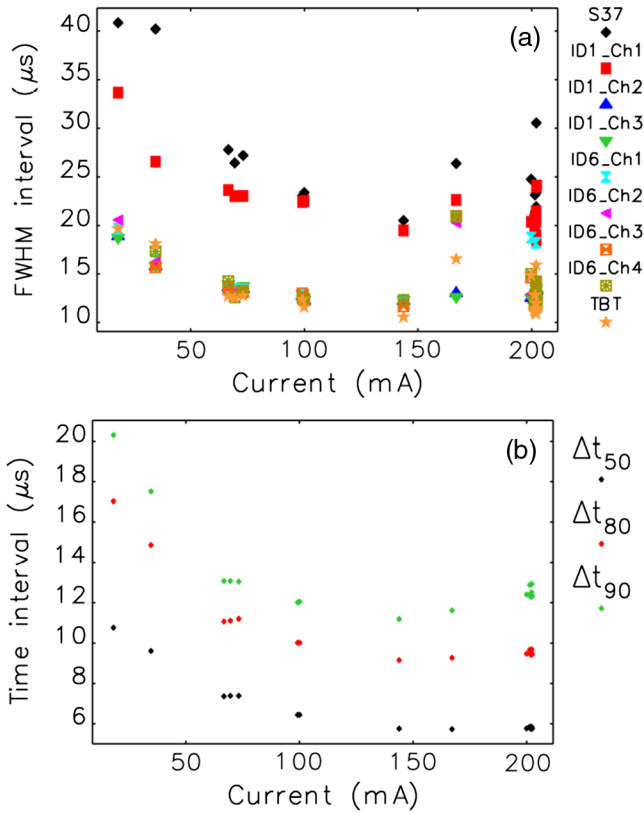 (a)
FWHM interval (μs)
40
35
30
25
20
15
10
50
100
150
200
Current (mA)
S37
ID1_Ch1
ID1_Ch2
ID1_Ch3
ID6_Ch1
ID6_Ch2
ID6_Ch3
ID6_Ch4
TBT
(b)
Time interval (μs)
20
18
16
14
12
10
8
6
50
100
150
200
Current (mA)
Δt50
Δt80
Δt90